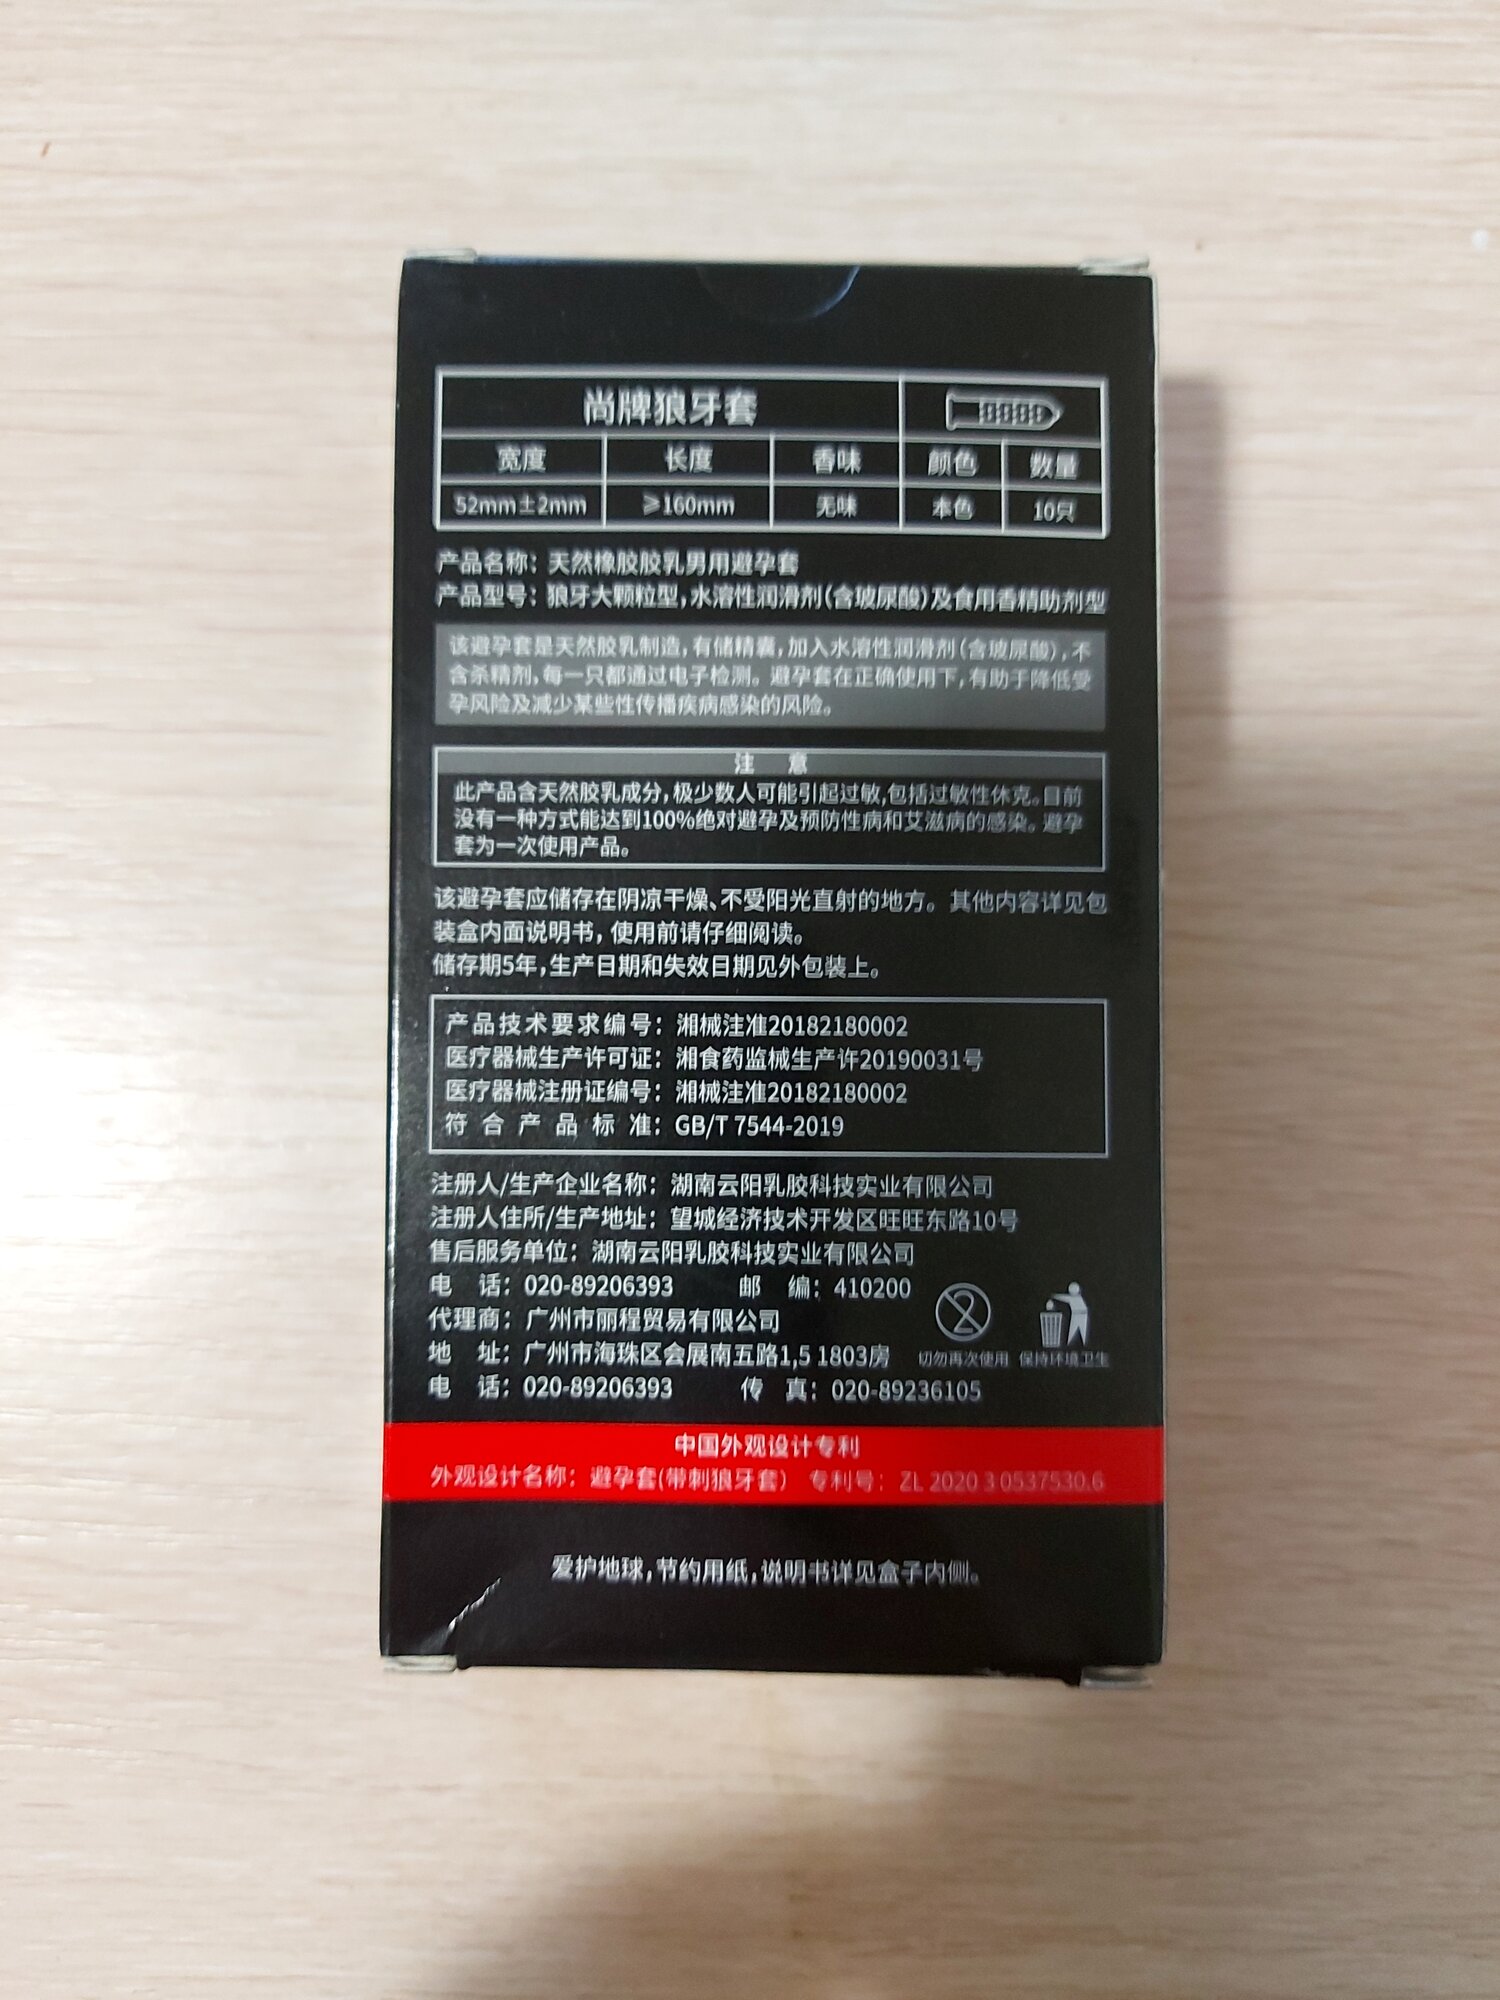 尚牌狼牙套
宽度 长度 香味 颜色 数量
52mm±2mm ≥160mm 无味 本色 10只
产品名称：天然橡胶胶乳男用避孕套
产品型号：狼牙大颗粒型，水溶性润滑剂（含玻尿酸）及食用香精助剂型
该避孕套是天然胶乳制造，有储精囊，加入水溶性润滑剂（含玻尿酸），不
含杀精剂，每一只都通过电子检测。避孕套在正确使用下，有助于降低受
孕风险及减少某些性传播疾病感染的风险。
注 意
此产品含天然胶乳成分，极少数人可能引起过敏，包括过敏性休克。目前
没有一种方式能达到100%绝对避孕及预防性病和艾滋病的感染。避孕
套为一次使用产品。
该避孕套应储存在阴凉干燥、不受阳光直射的地方。其他内容详见包
装盒内面说明书，使用前请仔细阅读。
储存期5年，生产日期和失效日期见外包装上。
产品技术要求编号：湘械注准20182180002
医疗器械生产许可证：湘食药监械生产许20190031号
医疗器械注册证编号：湘械注准20182180002
符合产品标准：GB/T 7544-2019
注册人/生产企业名称：湖南云阳乳胶科技实业有限公司
注册人住所/生产地址：望城经济技术开发区旺旺东路10号
售后服务单位：湖南云阳乳胶科技实业有限公司
电 话：020-89206393 邮 编：410200
代理商：广州市丽程贸易有限公司
地 址：广州市海珠区会展南五路1,5 1803房
电 话：020-89206393 传 真：020-89236105
2
切勿再次使用 保持环境卫生
中国外观设计专利
外观设计名称：避孕套（带刺狼牙套） 专利号：ZL 2020 3 0537530.6
爱护地球，节约用纸，说明书详见盒子内侧。